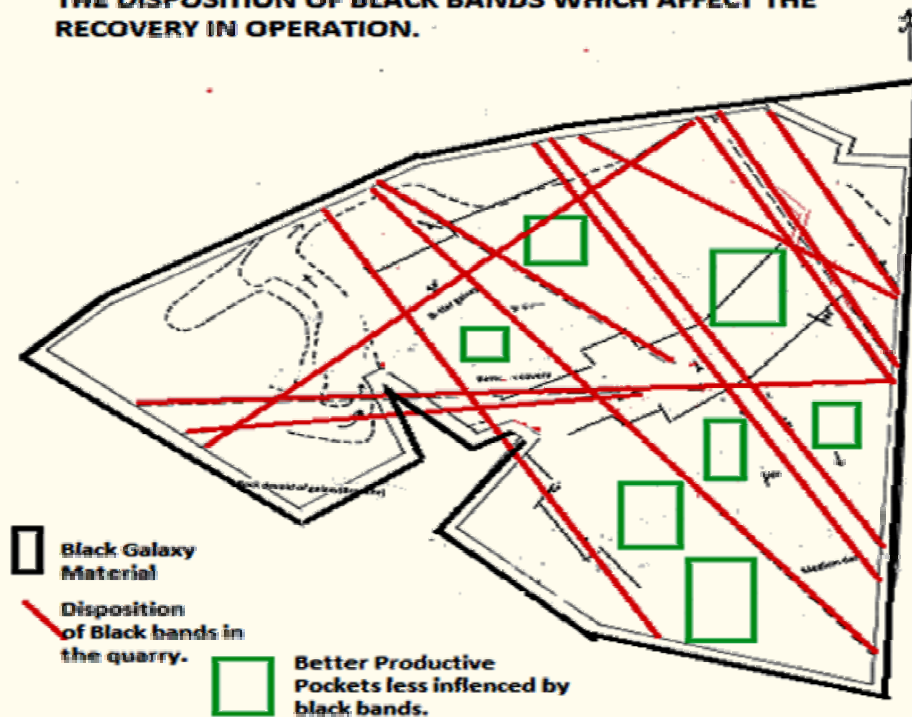 THE DISPOSITION OF BLACK BANDS WHICH AFFECT THE
RECOVERY IN OPERATION.
Black Galaxy
Material
Disposition
of Black bands in
the quarry.
Better Productive
Pockets less inflenced by
black bands.